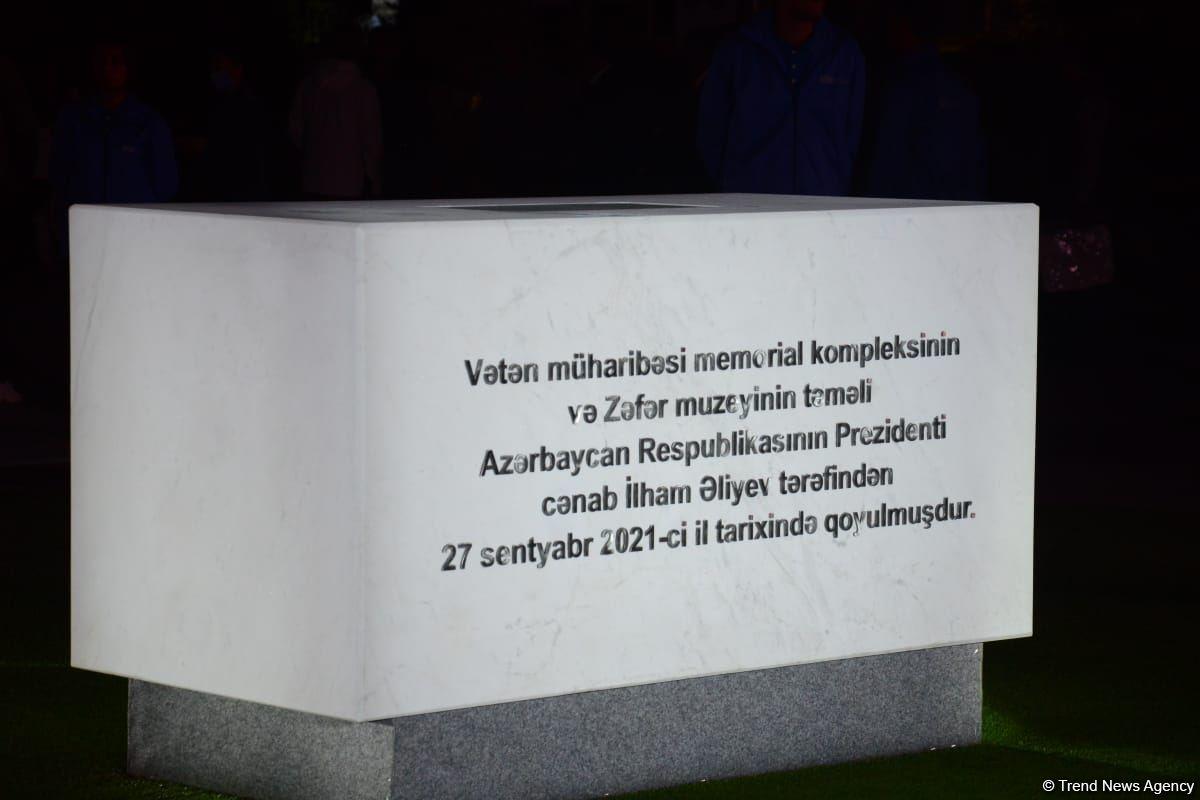 Vətən müharibəsi memorial kompleksinin
və Zəfər muzeyinin təməli
Azərbaycan Respublikasının Prezidenti
cənab İlham Əliyev tərəfindən
27 sentyabr 2021-ci il tarixində qoyulmuşdur.
© Trend News Agency